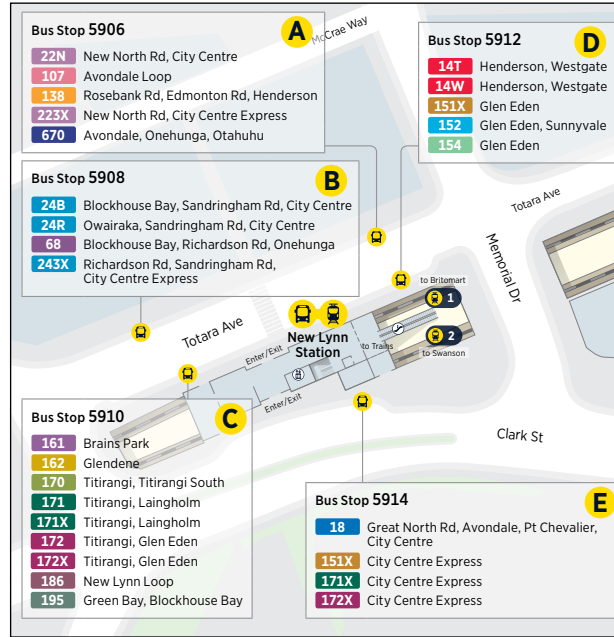 Bus Stop 5906
A
22N New North Rd, City Centre
107 Avondale Loop
138 Rosebank Rd, Edmonton Rd, Henderson
223X New North Rd, City Centre Express
670 Avondale, Onehunga, Otahuhu
McCrae Way
Bus Stop 5912
D
14T Henderson, Westgate
14W Henderson, Westgate
151X Glen Eden
152 Glen Eden, Sunnyvale
154 Glen Eden
Bus Stop 5908
B
24B Blockhouse Bay, Sandringham Rd, City Centre
24R Owairaka, Sandringham Rd, City Centre
68 Blockhouse Bay, Richardson Rd, Onehunga
243X Richardson Rd, Sandringham Rd,
City Centre Express
Totara Ave
Memorial Dr
to Britomart
1
2
to Swanson
New Lynn
Station
to Trains
Totara Ave
Enter/Exit
Enter/Exit
Clark St
Bus Stop 5910
C
161 Brains Park
162 Glendene
170 Titirangi, Titirangi South
171 Titirangi, Laingholm
171X Titirangi, Laingholm
172 Titirangi, Glen Eden
172X Titirangi, Glen Eden
186 New Lynn Loop
195 Green Bay, Blockhouse Bay
Bus Stop 5914
E
18 Great North Rd, Avondale, Pt Chevalier,
City Centre
151X City Centre Express
171X City Centre Express
172X City Centre Express